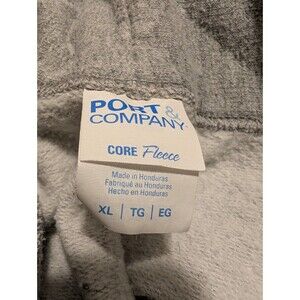 PORT &
COMPANY
CORE Fleece
Made in Honduras
Fabriqué au Honduras
Hecho en Honduras
XL | TG | EG